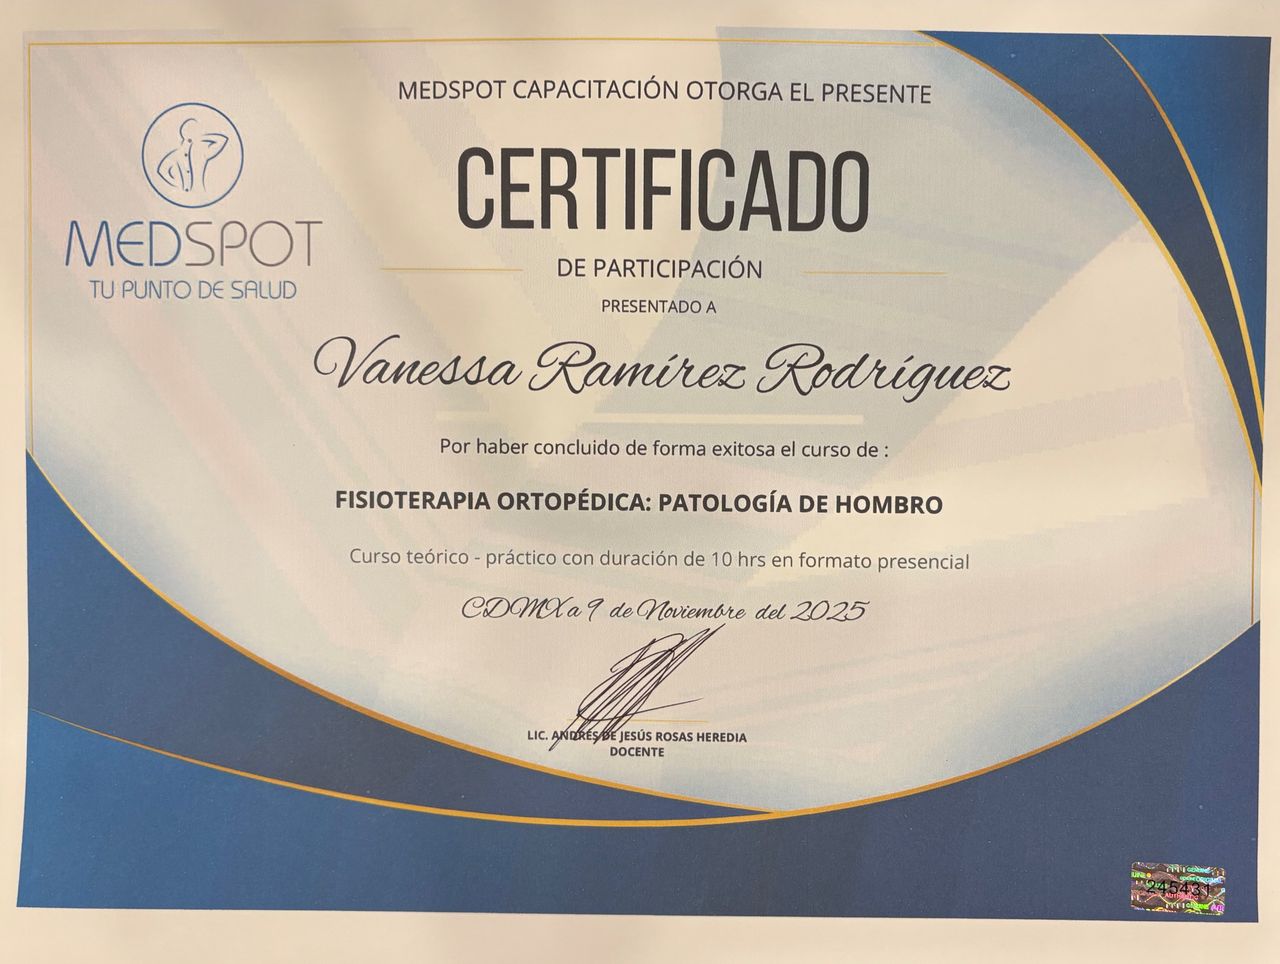 MEDSPOT CAPACITACIÓN OTORGA EL PRESENTE
CERTIFICADO
MEDSPOT
TU PUNTO DE SALUD
DE PARTICIPACIÓN
PRESENTADO A
Vanessa Ramírez Rodríguez
Por haber concluido de forma exitosa el curso de :
FISIOTERAPIA ORTOPÉDICA: PATOLOGÍA DE HOMBRO
Curso teórico - práctico con duración de 10 hrs en formato presencial
CDMX a 9 de Noviembre del 2025
LIC. ANDRÉS DE JESÚS ROSAS HEREDIA
DOCENTE
245431